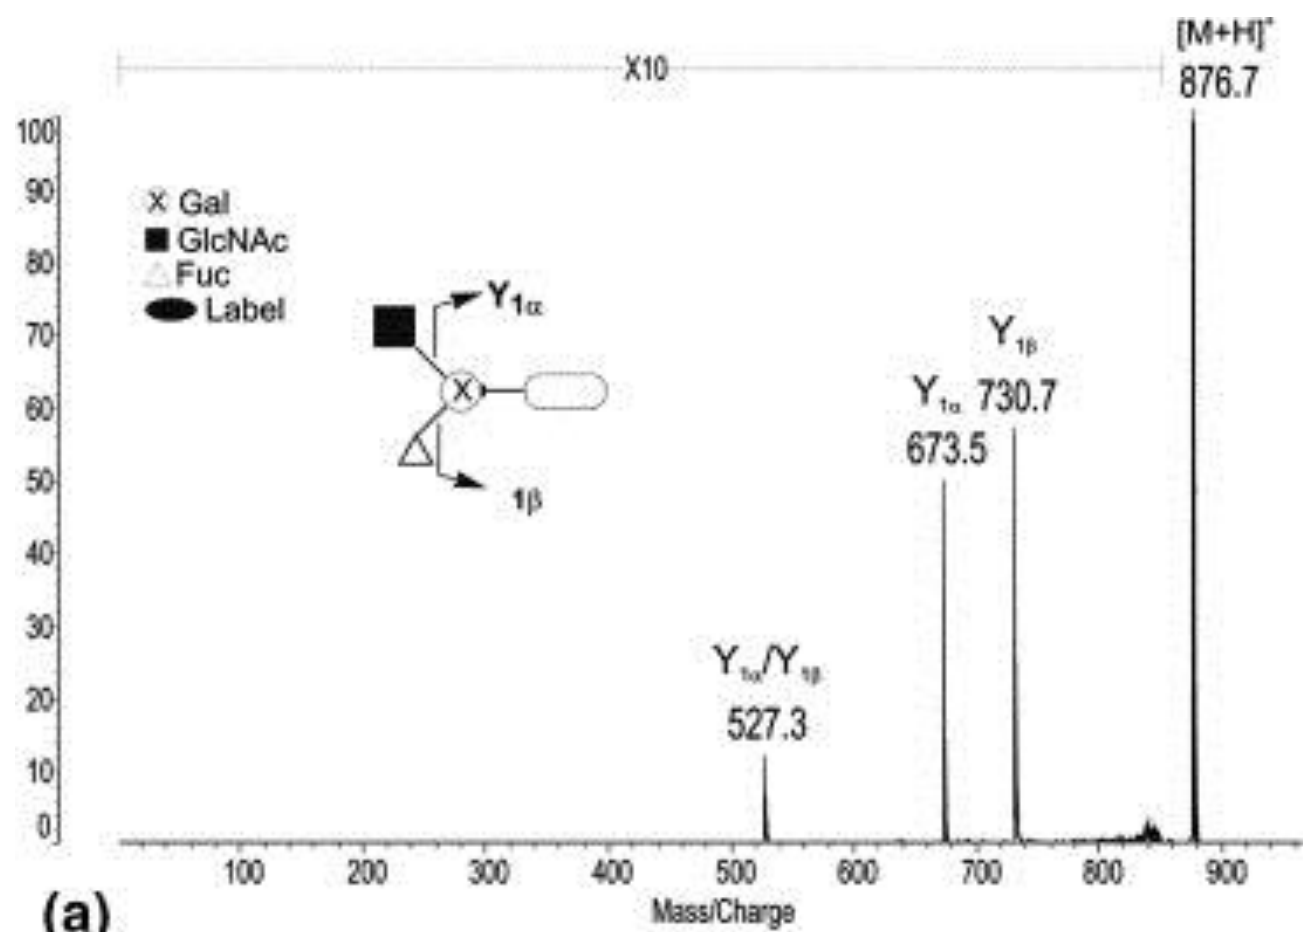 [M+H]+
X10
876.7
100
90
80
70
60
50
40
30
20
10
0
X Gal
GlcNAc
Fuc
Label
Y1α
X
1β
Y1β
730.7
Y1α
673.5
Y1α/Y1β
527.3
100 200 300 400 500 600 700 800 900
Mass/Charge
(a)